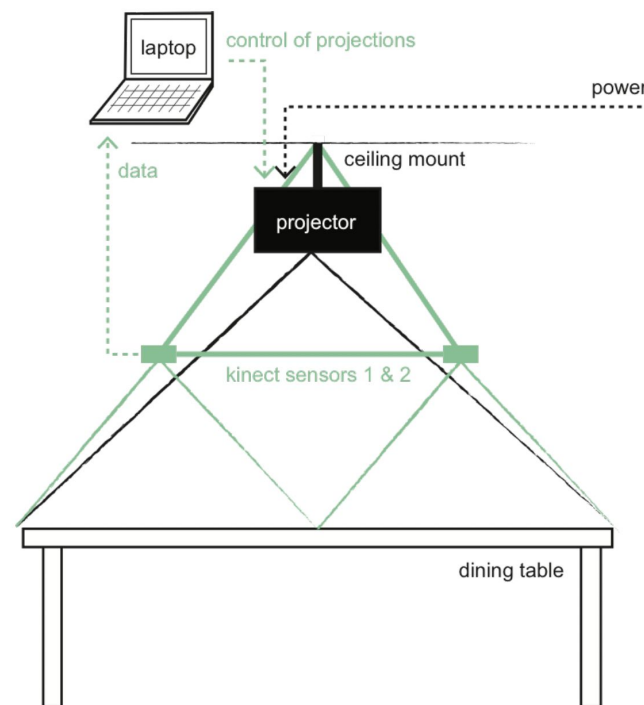 laptop
control of projections
power
ceiling mount
data
projector
kinect sensors 1 & 2
dining table